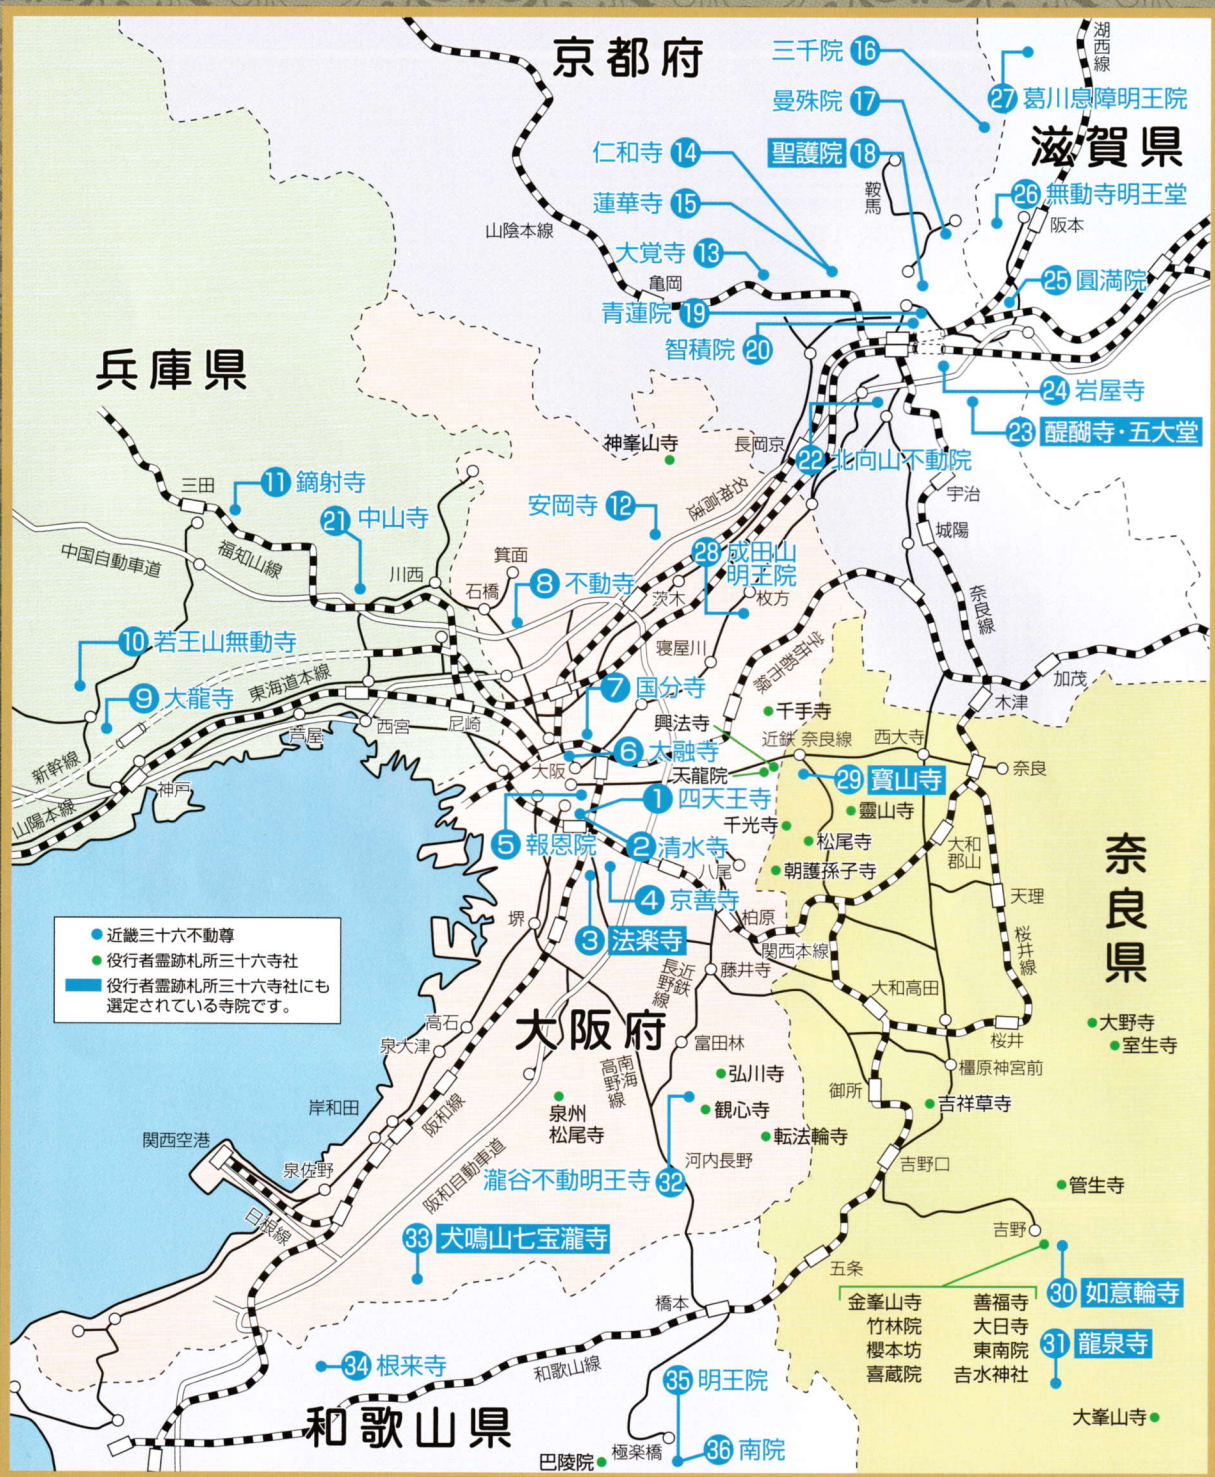 京都府
三千院 16
湖西線
27 葛川息障明王院
曼殊院 17
滋賀県
仁和寺 14
聖護院 18
鞍馬
26 無動寺明王堂
蓮華寺 15
阪本
山陰本線
大覚寺 13
亀岡
25 圓満院
青蓮院 19
智積院 20
兵庫県
24 岩屋寺
23 醍醐寺・五大堂
神峯山寺
長岡京
22 北向山不動院
三田
11 鏑射寺
宇治
安岡寺 12
名神高速
21 中山寺
城陽
中国自動車道
福知山線
箕面
28 成田山
明王院
川西
石橋
8 不動寺
茨木
枚方
奈良線
10 若王山無動寺
寝屋川
学研都市線
加茂
東海道本線
9 大龍寺
7 国分寺
木津
千手寺
芦屋
西宮
尼崎
興法寺
近鉄 奈良線
西大寺
6 太融寺
新幹線
大阪
天龍院
奈良
神戸
29 寳山寺
1 四天王寺
山陽本線
靈山寺
千光寺
5 報恩院
2 清水寺
松尾寺
大和
郡山
八尾
朝護孫子寺
奈良県
4 京善寺
天理
堺
柏原
近畿三十六不動尊
3 法楽寺
関西本線
桜井線
役行者霊跡札所三十六寺社
近鉄
長野線
藤井寺
役行者霊跡札所三十六寺社にも
選定されている寺院です。
大和高田
高石
大阪府
大野寺
泉大津
富田林
桜井
室生寺
南海
高野線
橿原神宮前
弘川寺
御所
泉州
松尾寺
観心寺
吉祥草寺
岸和田
阪和線
転法輪寺
関西空港
河内長野
吉野口
泉佐野
阪和自動車道
瀧谷不動明王寺 32
管生寺
日根線
33 犬鳴山七宝瀧寺
吉野
五条
30 如意輪寺
橋本
金峯山寺
善福寺
竹林院
大日寺
櫻本坊
東南院
31 龍泉寺
喜蔵院
吉水神社
34 根来寺
和歌山線
35 明王院
和歌山県
大峯山寺
極楽橋
36 南院
巴陵院